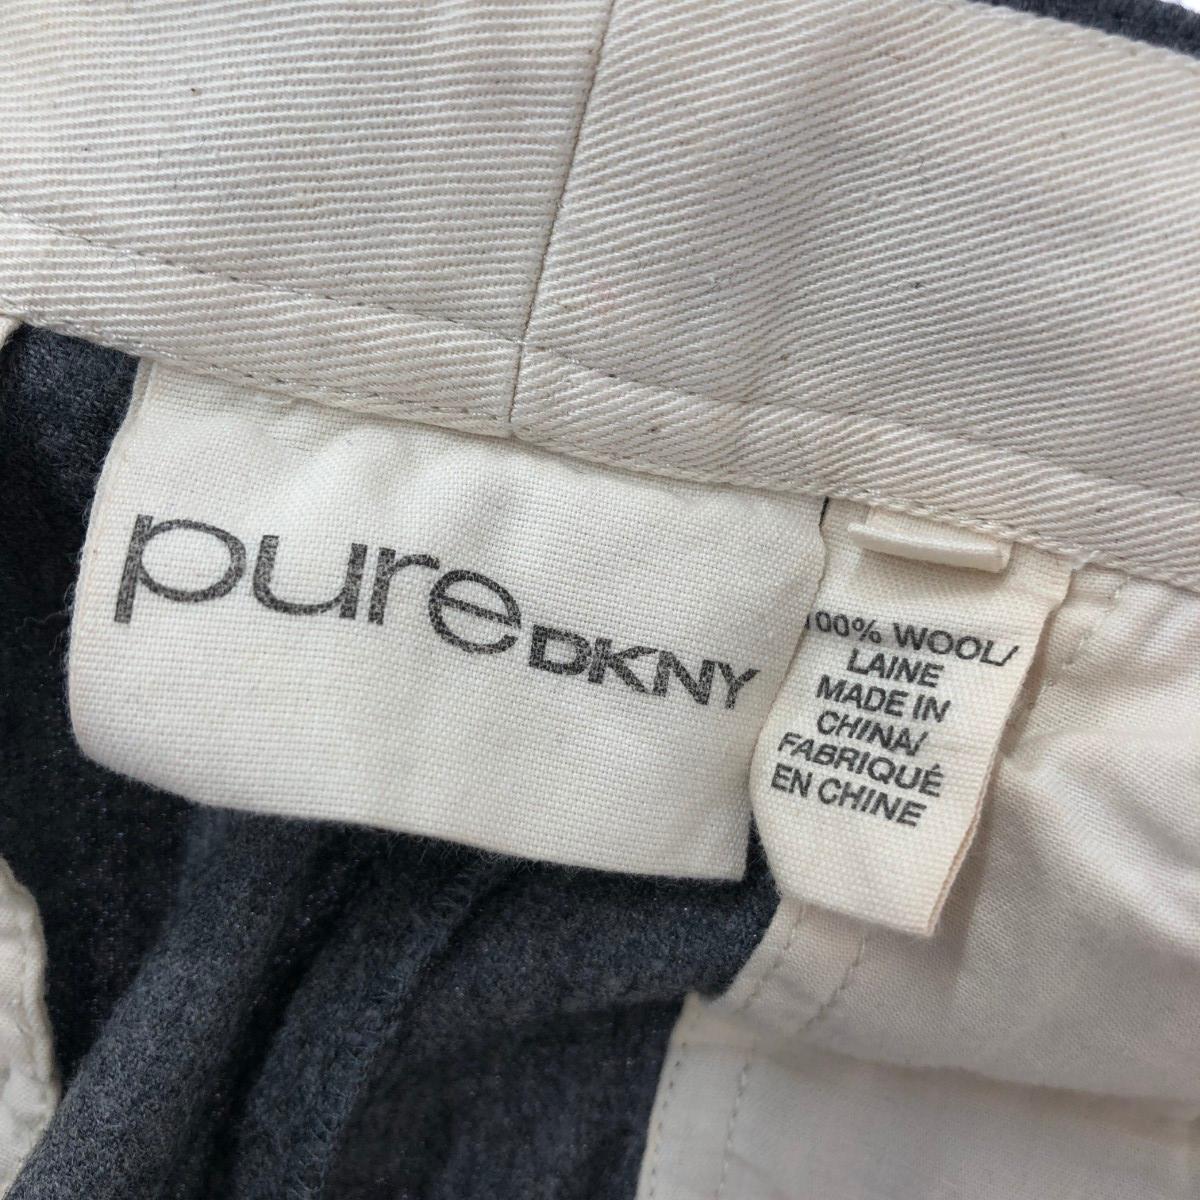 pure DKNY
100% WOOL/
LAINE
MADE IN
CHINA/
FABRIQUÉ
EN CHINE